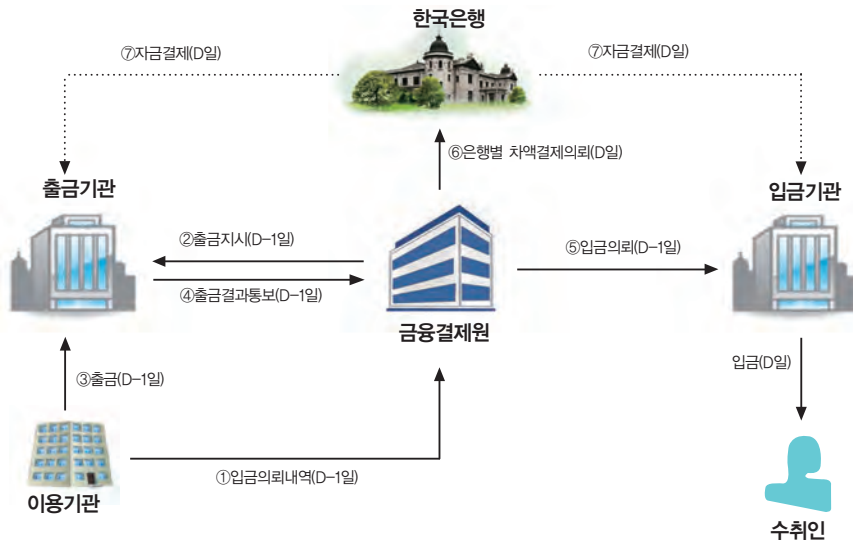 한국은행
⑦자금결제(D일)
⑦자금결제(D일)
⑥은행별 차액결제의뢰(D일)
출금기관
입금기관
②출금지시(D-1일)
⑤입금의뢰(D-1일)
④출금결과통보(D-1일)
금융결제원
③출금(D-1일)
입금(D일)
①입금의뢰내역(D-1일)
이용기관
수취인